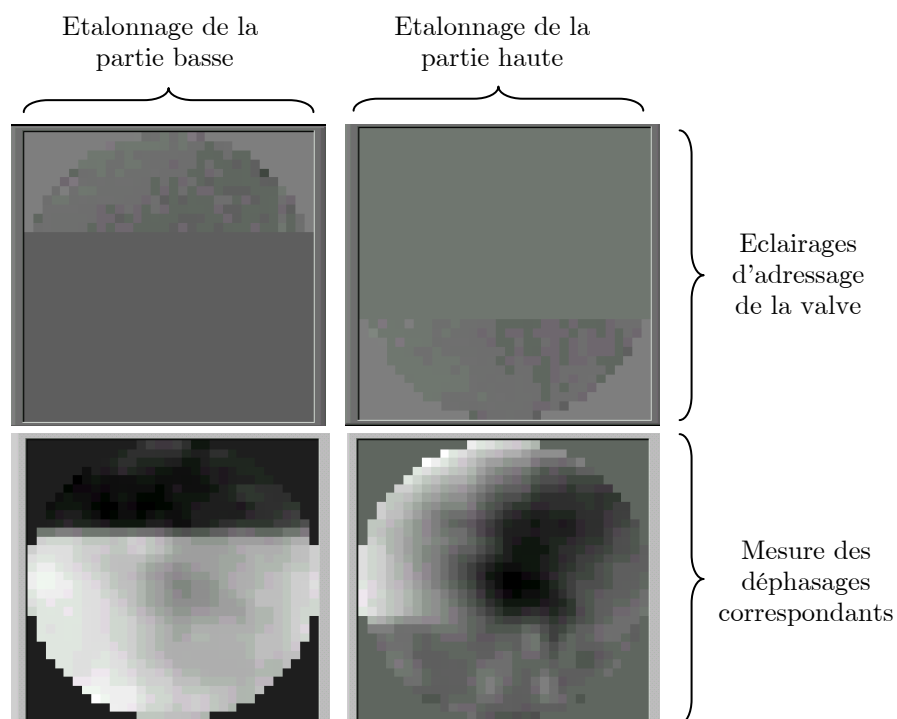 Etalonnage de la
partie basse
Etalonnage de la
partie haute
Eclairages
d'adressage
de la valve
Mesure des
déphasages
correspondants